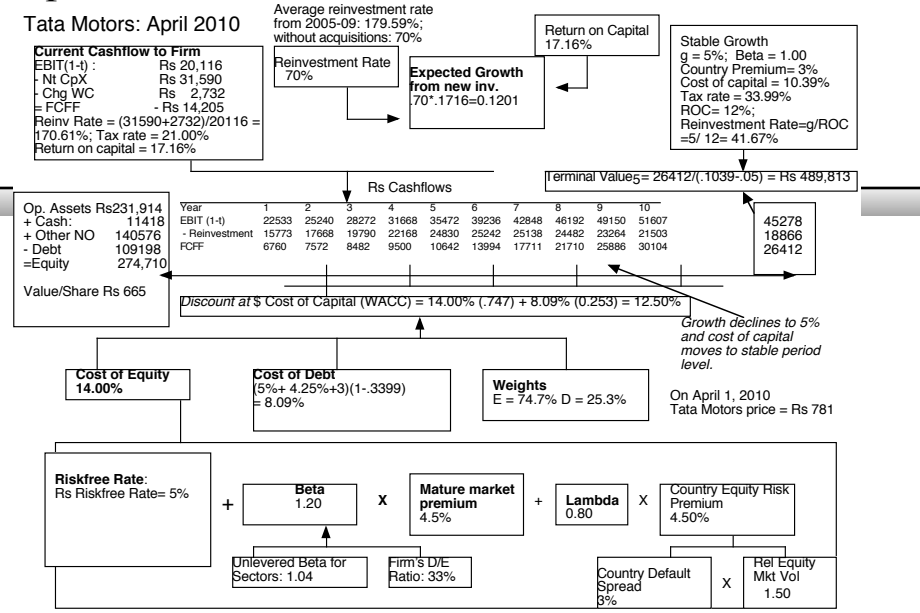 Tata Motors: April 2010
Average reinvestment rate
from 2005-09: 179.59%;
without acquisitions: 70%
Current Cashflow to Firm
EBIT(1-t) : Rs 20,116
- Nt CpX Rs 31,590
- Chg WC Rs 2,732
= FCFF - Rs 14,205
Reinv Rate = (31590+2732)/20116 =
170.61%; Tax rate = 21.00%
Return on capital = 17.16%
Reinvestment Rate
70%
Expected Growth
from new inv.
.70*.1716=0.1201
Return on Capital
17.16%
Stable Growth
g = 5%; Beta = 1.00
Country Premium= 3%
Cost of capital = 10.39%
Tax rate = 33.99%
ROC= 12%;
Reinvestment Rate=g/ROC
=5/ 12= 41.67%
Terminal Value5= 26412/(.1039-.05) = Rs 489,813
Rs Cashflows
Op. Assets Rs231,914
+ Cash: 11418
+ Other NO 140576
- Debt 109198
=Equity 274,710
Value/Share Rs 665
Year 1 2 3 4 5 6 7 8 9 10
EBIT (1-t) 22533 25240 28272 31668 35472 39236 42848 46192 49150 51607
- Reinvestment 15773 17668 19790 22168 24830 25242 25138 24482 23264 21503
FCFF 6760 7572 8482 9500 10642 13994 17711 21710 25886 30104
45278
18866
26412
Discount at $ Cost of Capital (WACC) = 14.00% (.747) + 8.09% (0.253) = 12.50%
Growth declines to 5%
and cost of capital
moves to stable period
level.
Cost of Equity
14.00%
Cost of Debt
(5%+ 4.25%+3)(1-.3399)
= 8.09%
Weights
E = 74.7% D = 25.3%
On April 1, 2010
Tata Motors price = Rs 781
Riskfree Rate:
Rs Riskfree Rate= 5%
+
Beta
1.20
X
Mature market
premium
4.5%
+
Lambda
0.80
X
Country Equity Risk
Premium
4.50%
Unlevered Beta for
Sectors: 1.04
Firm's D/E
Ratio: 33%
Country Default
Spread
3%
X
Rel Equity
Mkt Vol
1.50